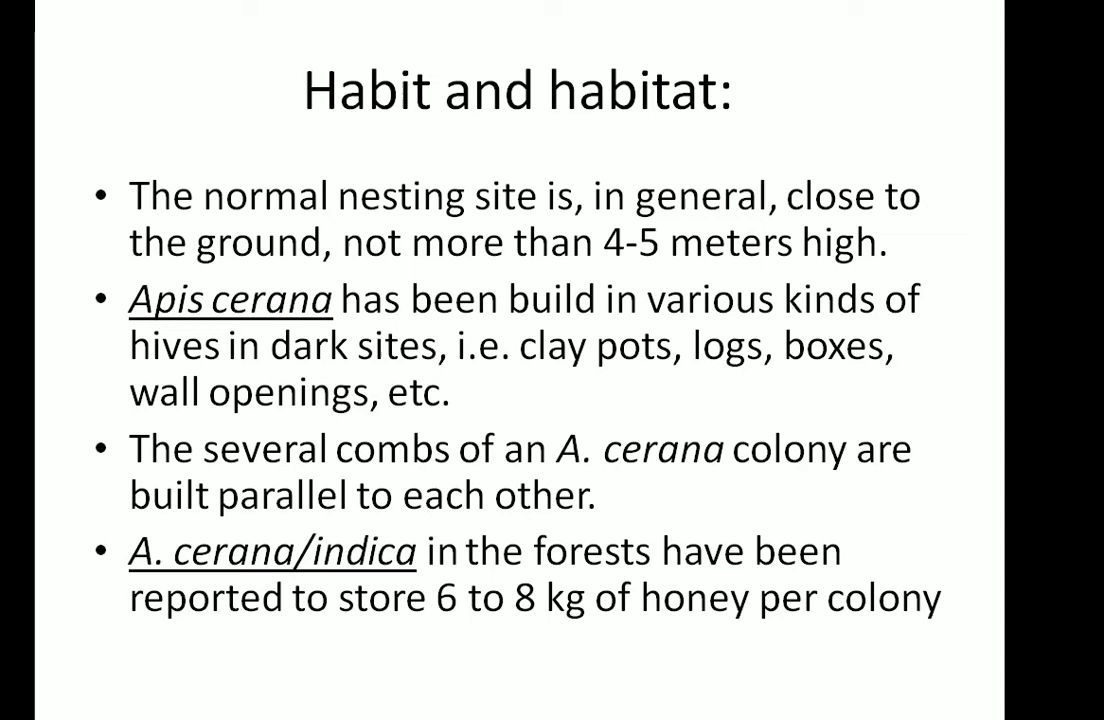 Habit and habitat:
• The normal nesting site is, in general, close to
the ground, not more than 4-5 meters high.
• Apis cerana has been build in various kinds of
hives in dark sites, i.e. clay pots, logs, boxes,
wall openings, etc.
• The several combs of an A. cerana colony are
built parallel to each other.
• A. cerana/indica in the forests have been
reported to store 6 to 8 kg of honey per colony